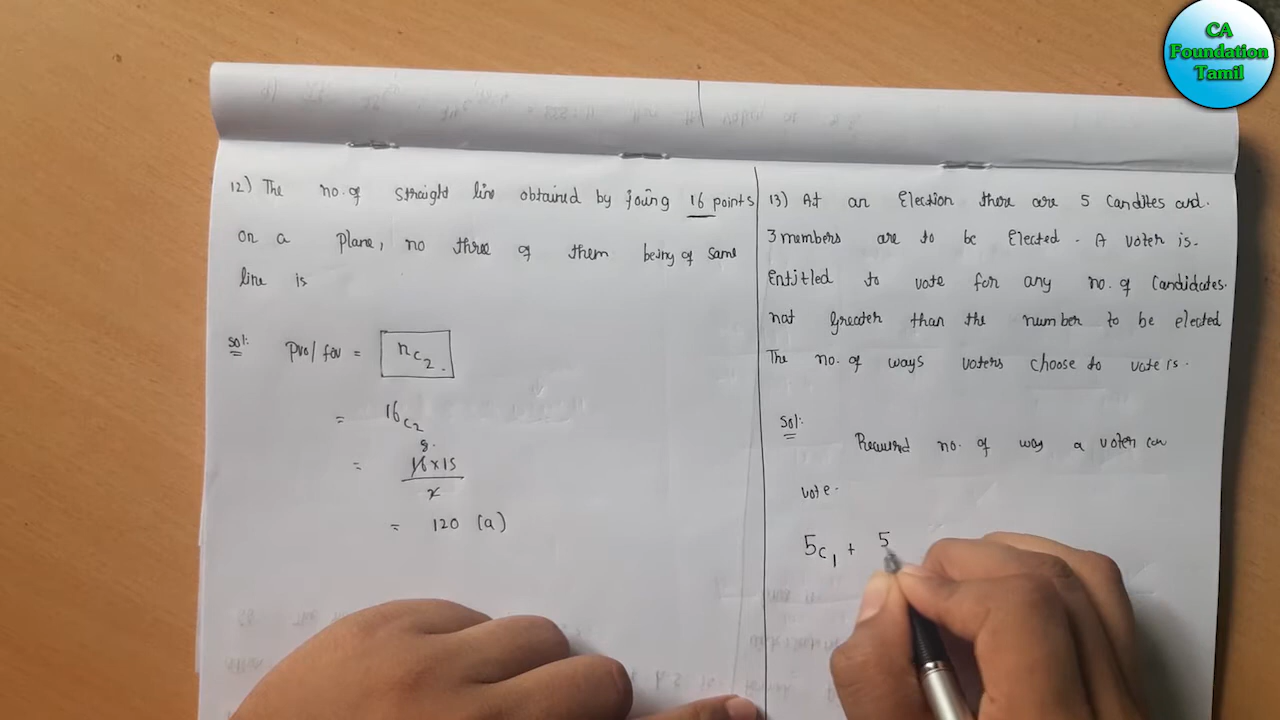 CA
Foundation
Tamil
12) The no. of straight line obtained by joing 16 points
on a plane, no three of them being of same
line is
Sol:
nC2.
= 16C2
8
= 16×15
2
= 120 (a)
13) At an Election there are 5 Candites and.
3 members are to be Elected. A voter is.
Entitled to vote for any no. of Candidates.
not Greater than the number to be elected
The no. of ways voters choose to vote is.
Sol:
no. of way a voter can
vote.
5C1 + 5